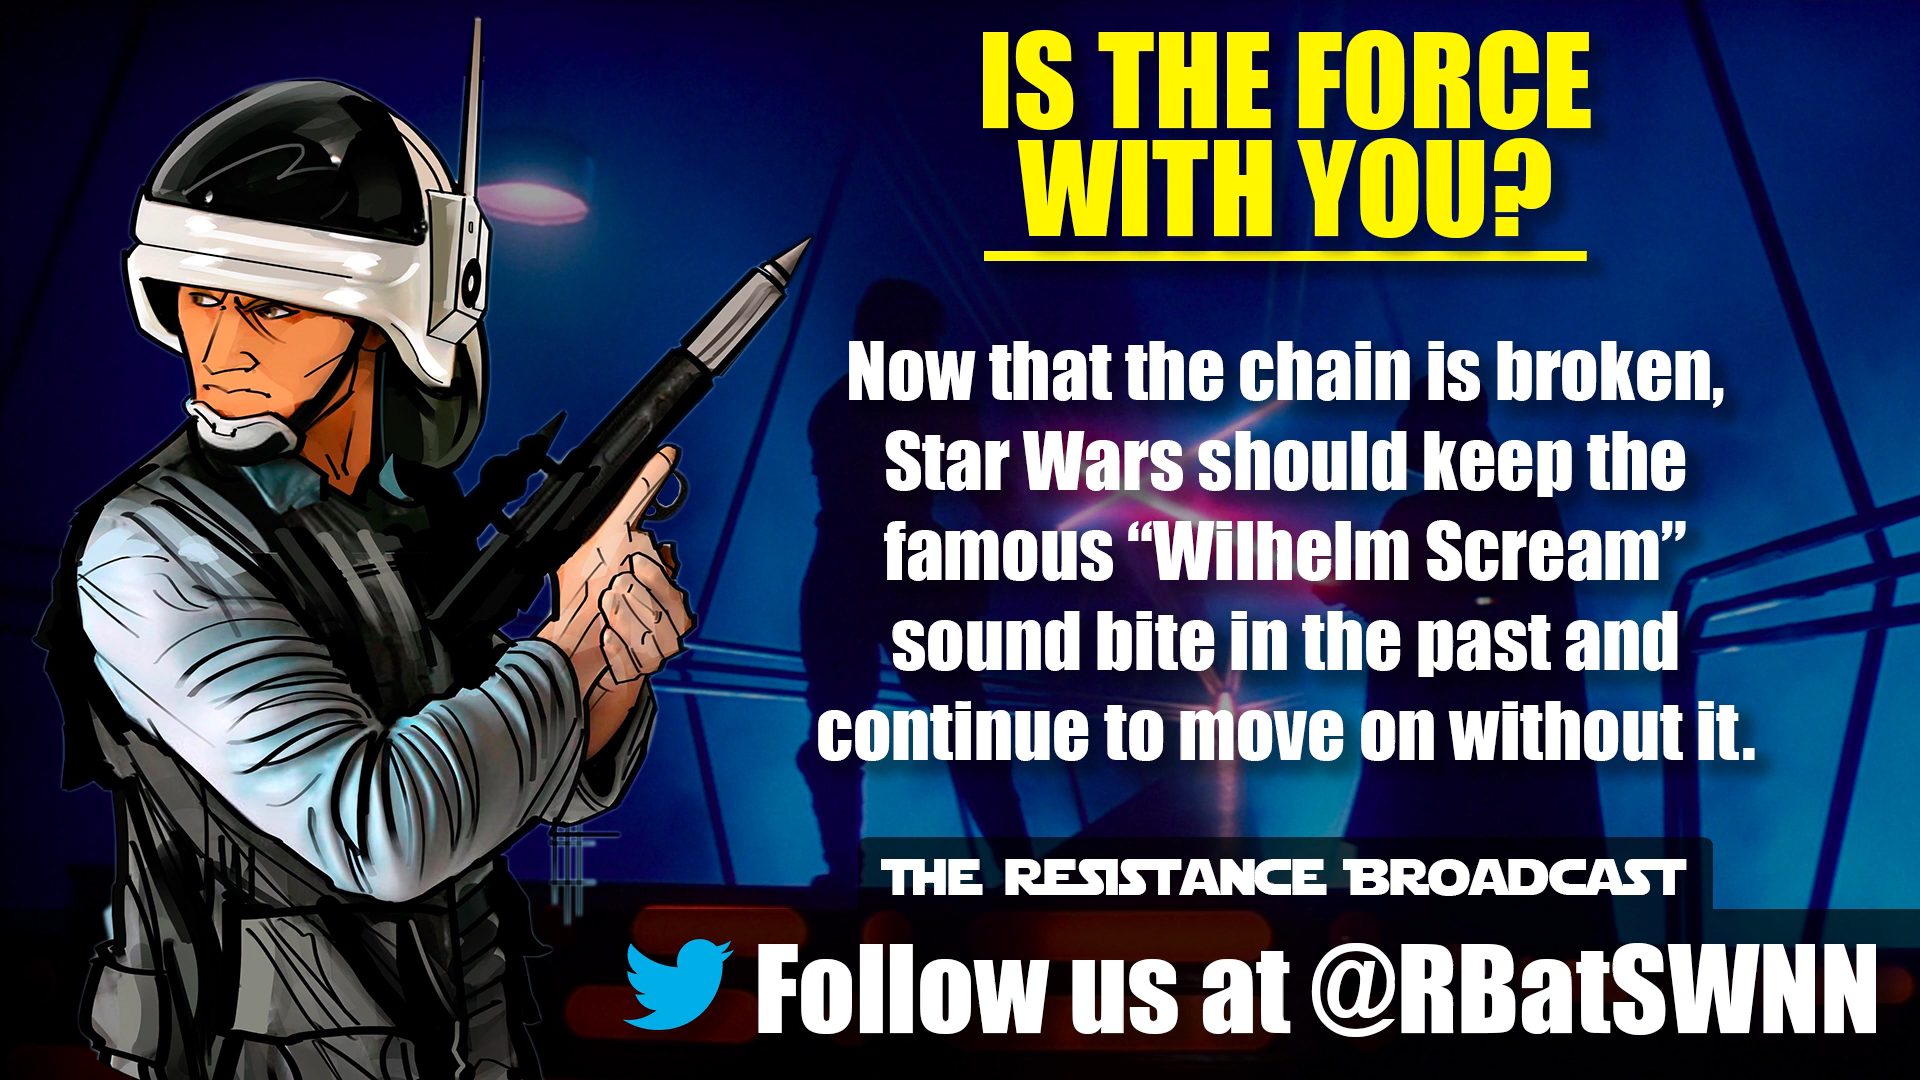 IS THE FORCE
WITH YOU?
Now that the chain is broken,
Star Wars should keep the
famous “Wilhelm Scream”
sound bite in the past and
continue to move on without it.
THE RESISTANCE BROADCAST
Follow us at @RBatSWNN